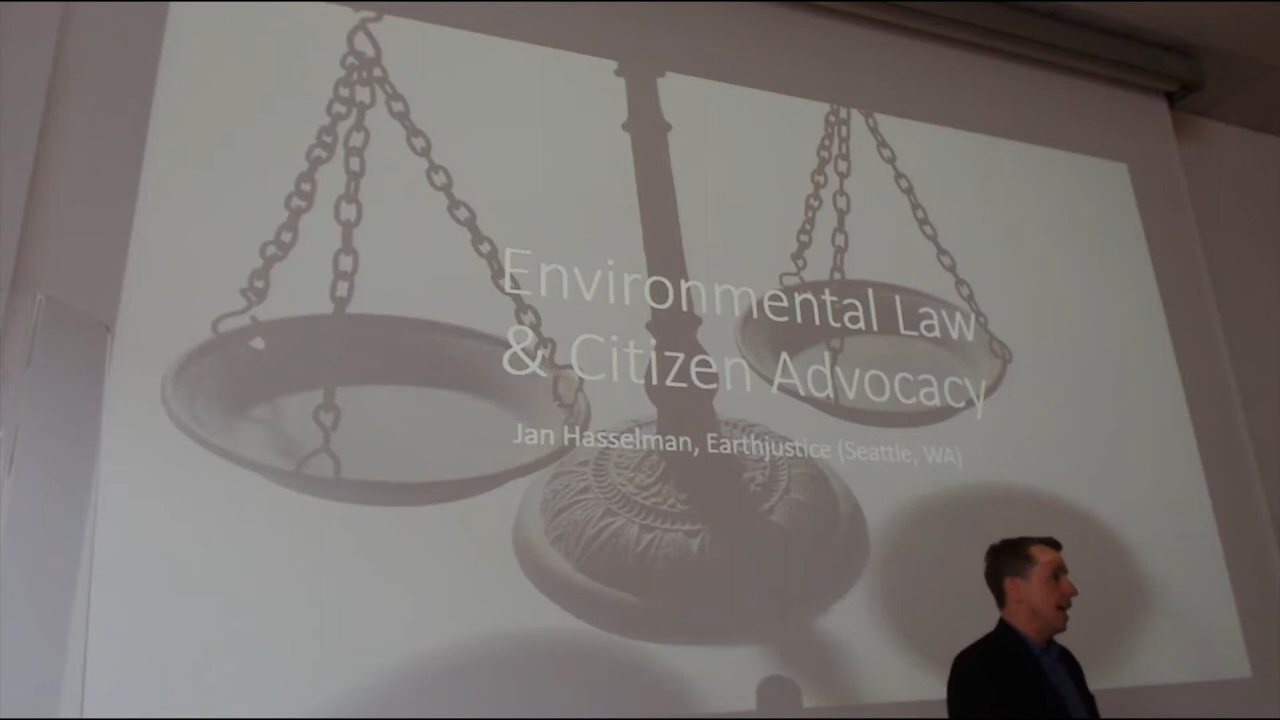 Environmental Law
& Citizen Advocacy
Jan Hasselman, Earthjustice (Seattle, WA)